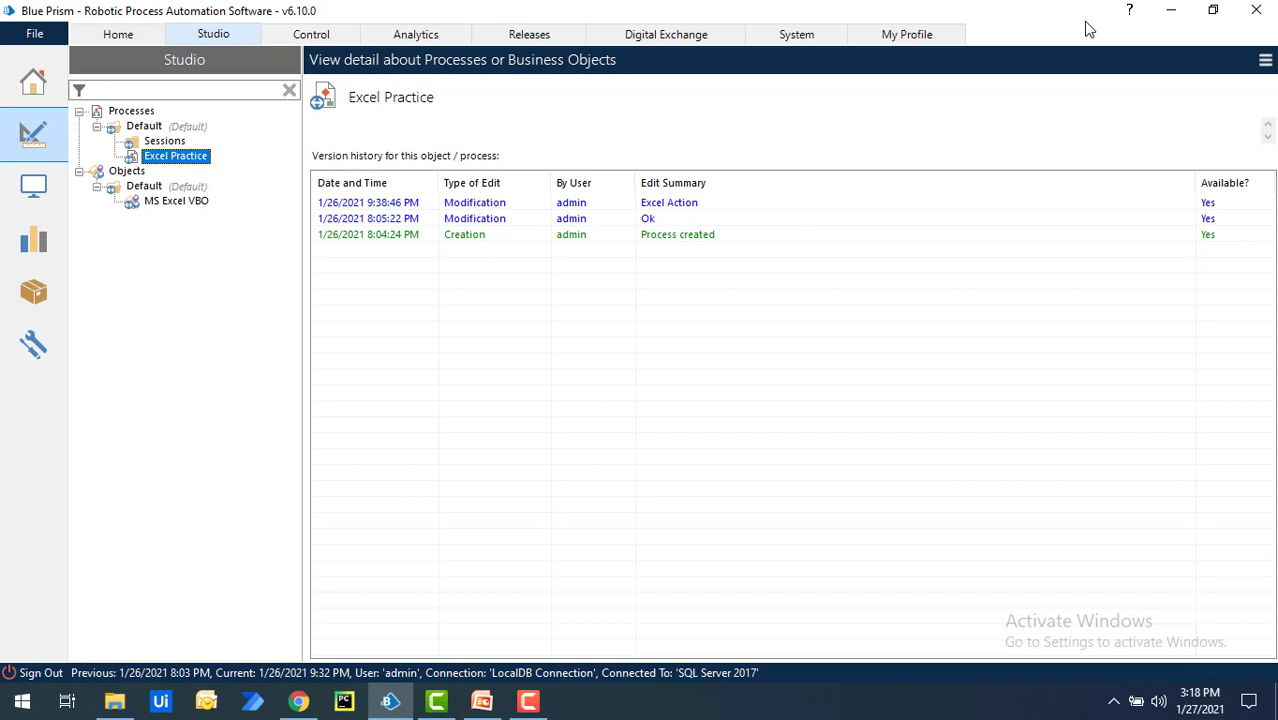 Blue Prism - Robotic Process Automation Software - v6.10.0
?
File Home Studio Control Analytics Releases Digital Exchange System My Profile
Studio
View detail about Processes or Business Objects
Processes
Default (Default)
Sessions
Excel Practice
Objects
Default (Default)
MS Excel VBO
Excel Practice
Version history for this object / process:
Date and Time Type of Edit By User Edit Summary Available?
1/26/2021 9:38:46 PM Modification admin Excel Action Yes
1/26/2021 8:05:22 PM Modification admin Ok Yes
1/26/2021 8:04:24 PM Creation admin Process created Yes
Activate Windows
Go to Settings to activate Windows.
Sign Out Previous: 1/26/2021 8:03 PM, Current: 1/26/2021 9:32 PM, User: 'admin', Connection: 'LocalDB Connection', Connected To: 'SQL Server 2017'
Ui
PC
B
C
P
C
3:18 PM
1/27/2021